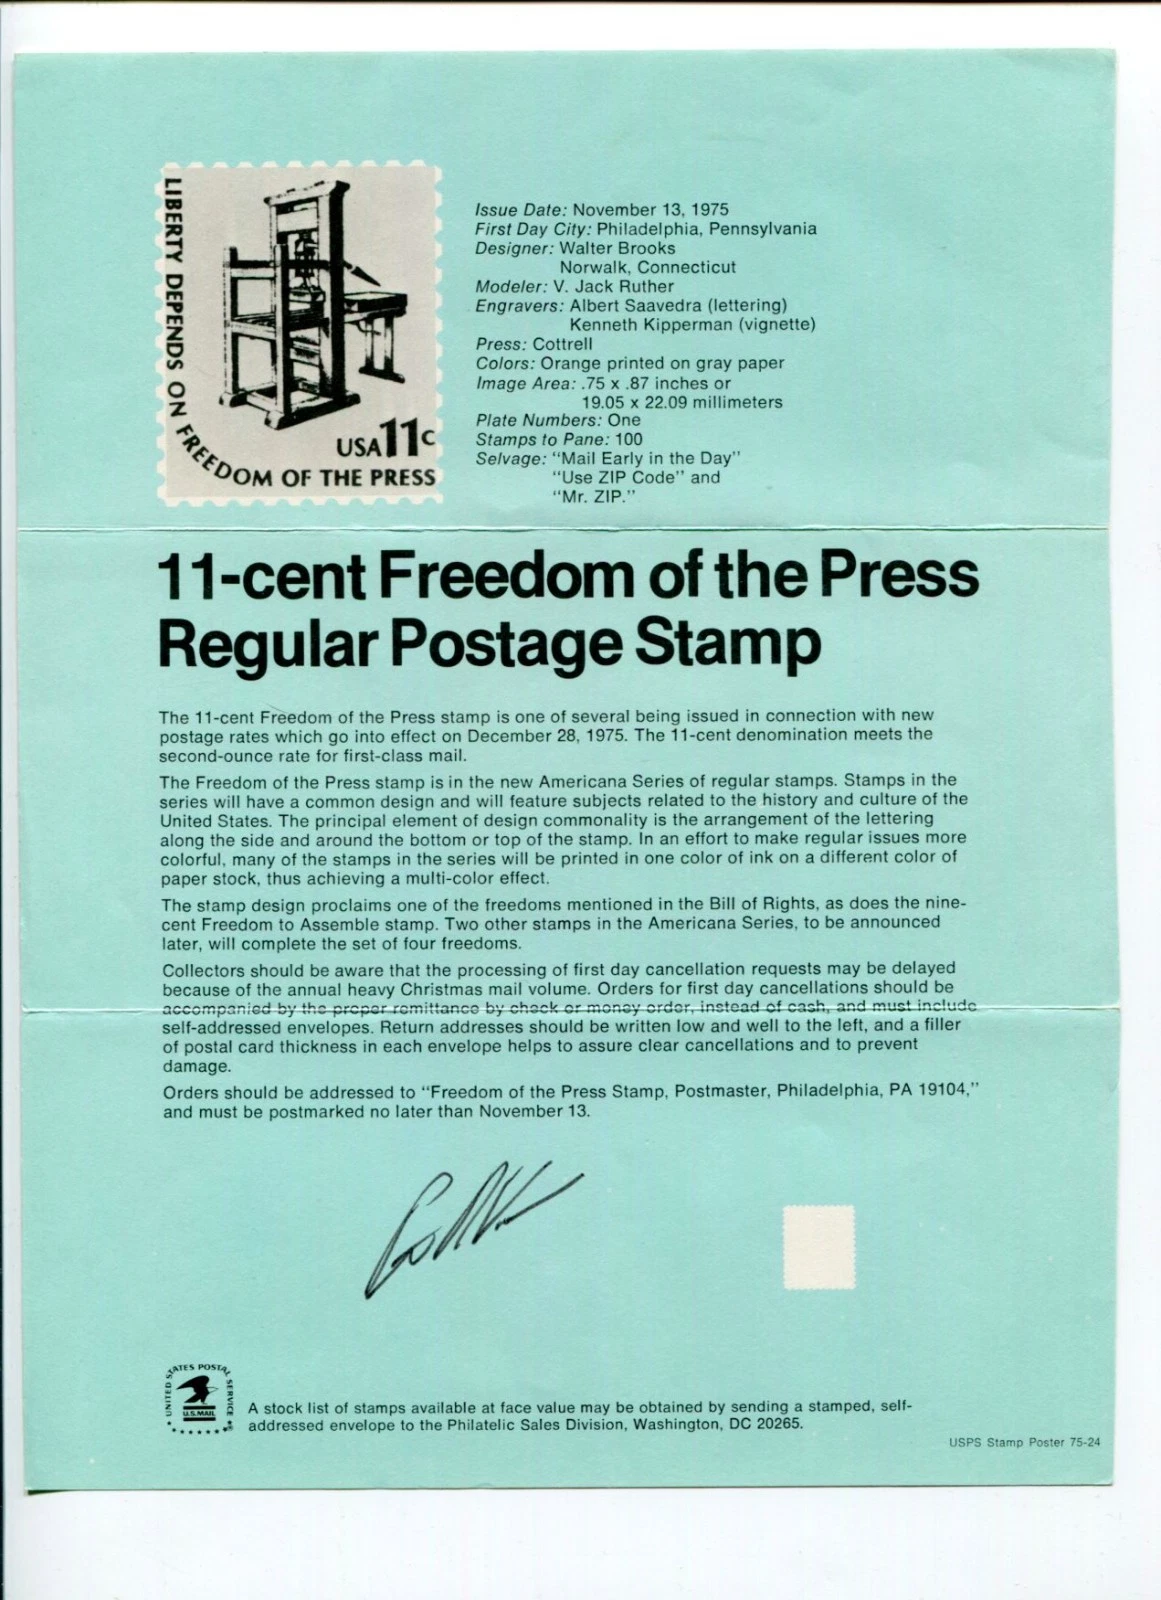 LIBERTY DEPENDS ON FREEDOM OF THE PRESS
USA 11c
Issue Date: November 13, 1975
First Day City: Philadelphia, Pennsylvania
Designer: Walter Brooks
Norwalk, Connecticut
Modeler: V. Jack Ruther
Engravers: Albert Saavedra (lettering)
Kenneth Kipperman (vignette)
Press: Cottrell
Colors: Orange printed on gray paper
Image Area: .75 x .87 inches or
19.05 x 22.09 millimeters
Plate Numbers: One
Stamps to Pane: 100
Selvage: “Mail Early in the Day”
“Use ZIP Code” and
“Mr. ZIP.”
11-cent Freedom of the Press
Regular Postage Stamp
The 11-cent Freedom of the Press stamp is one of several being issued in connection with new
postage rates which go into effect on December 28, 1975. The 11-cent denomination meets the
second-ounce rate for first-class mail.
The Freedom of the Press stamp is in the new Americana Series of regular stamps. Stamps in the
series will have a common design and will feature subjects related to the history and culture of the
United States. The principal element of design commonality is the arrangement of the lettering
along the side and around the bottom or top of the stamp. In an effort to make regular issues more
colorful, many of the stamps in the series will be printed in one color of ink on a different color of
paper stock, thus achieving a multi-color effect.
The stamp design proclaims one of the freedoms mentioned in the Bill of Rights, as does the nine-
cent Freedom to Assemble stamp. Two other stamps in the Americana Series, to be announced
later, will complete the set of four freedoms.
Collectors should be aware that the processing of first day cancellation requests may be delayed
because of the annual heavy Christmas mail volume. Orders for first day cancellations should be
accompanied by the proper remittance by check or money order, instead of cash, and must include
self-addressed envelopes. Return addresses should be written low and well to the left, and a filler
of postal card thickness in each envelope helps to assure clear cancellations and to prevent
damage.
Orders should be addressed to “Freedom of the Press Stamp, Postmaster, Philadelphia, PA 19104,”
and must be postmarked no later than November 13.
UNITED STATES POSTAL SERVICE
U.S.MAIL
A stock list of stamps available at face value may be obtained by sending a stamped, self-
addressed envelope to the Philatelic Sales Division, Washington, DC 20265.
USPS Stamp Poster 75-24